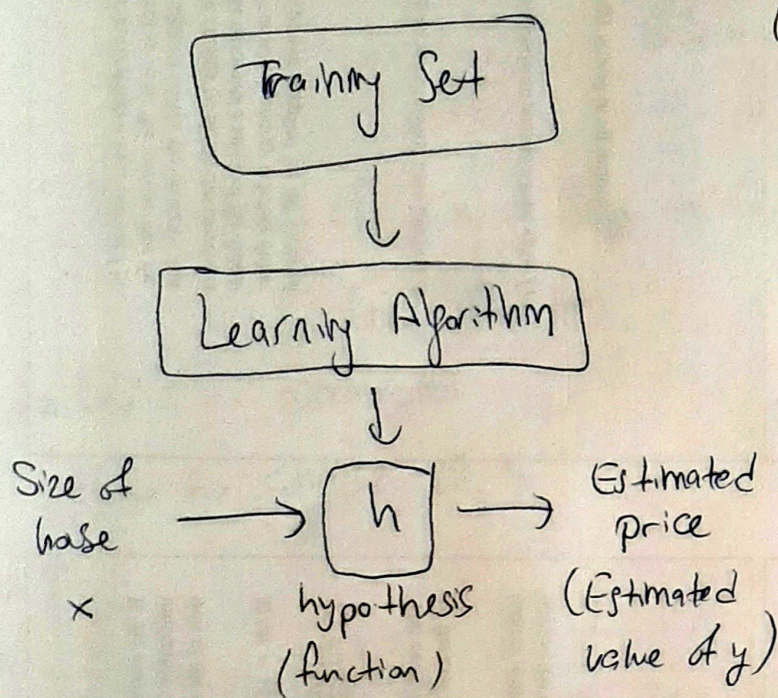 Training Set
Learning Algorithm
Size of
house
x
h
hypothesis
(function)
Estimated
price
(Estimated
value of y)